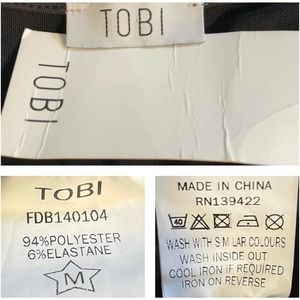 TOBI
TOBI
TOBI
FDB140104
94%POLYESTER
6%ELASTANE
M
MADE IN CHINA
RN139422
40
WASH WITH SIMILAR COLOURS
WASH INSIDE OUT
COOL IRON IF REQUIRED
IRON ON REVERSE